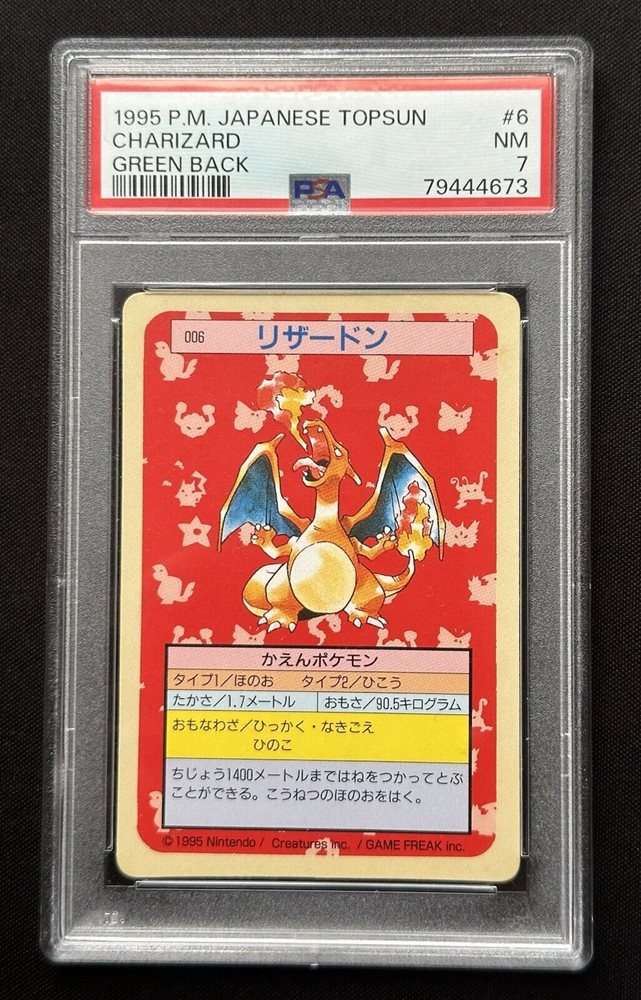 1995 P.M. JAPANESE TOPSUN #6
CHARIZARD NM
GREEN BACK 7
PSA 79444673
006 リザードン
かえんポケモン
タイプ1/ほのお タイプ2/ひこう
たかさ/1.7メートル おもさ/90.5キログラム
おもなわざ/ひっかく・なきごえ
ひのこ
ちじょう1400メートルまではねをつかってとぶ
ことができる。こうねつのほのおをはく。
©1995 Nintendo / Creatures inc. / GAME FREAK inc.